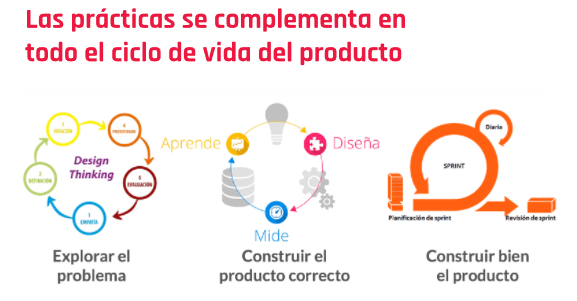 Las prácticas se complementa en
todo el ciclo de vida del producto
3
IDEACIÓN
4
PROTOTIPADO
Design
Thinking
2
DEFINICIÓN
5
EVALUACIÓN
1
EMPATÍA
Explorar el
problema
Aprende
Diseña
Mide
Construir el
producto correcto
Diaria
SPRINT
Planificación de sprint
Revisión de sprint
Construir bien
el producto